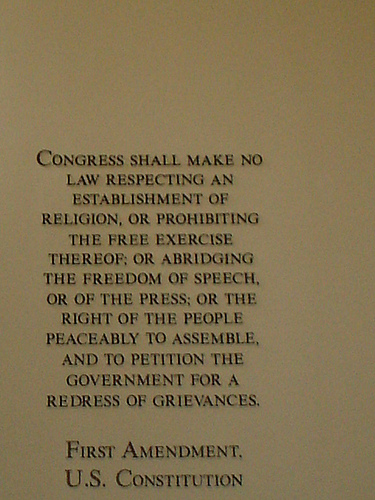 CONGRESS SHALL MAKE NO
LAW RESPECTING AN
ESTABLISHMENT OF
RELIGION, OR PROHIBITING
THE FREE EXERCISE
THEREOF; OR ABRIDGING
THE FREEDOM OF SPEECH,
OR OF THE PRESS; OR THE
RIGHT OF THE PEOPLE
PEACEABLY TO ASSEMBLE,
AND TO PETITION THE
GOVERNMENT FOR A
REDRESS OF GRIEVANCES.
FIRST AMENDMENT,
U.S. CONSTITUTION